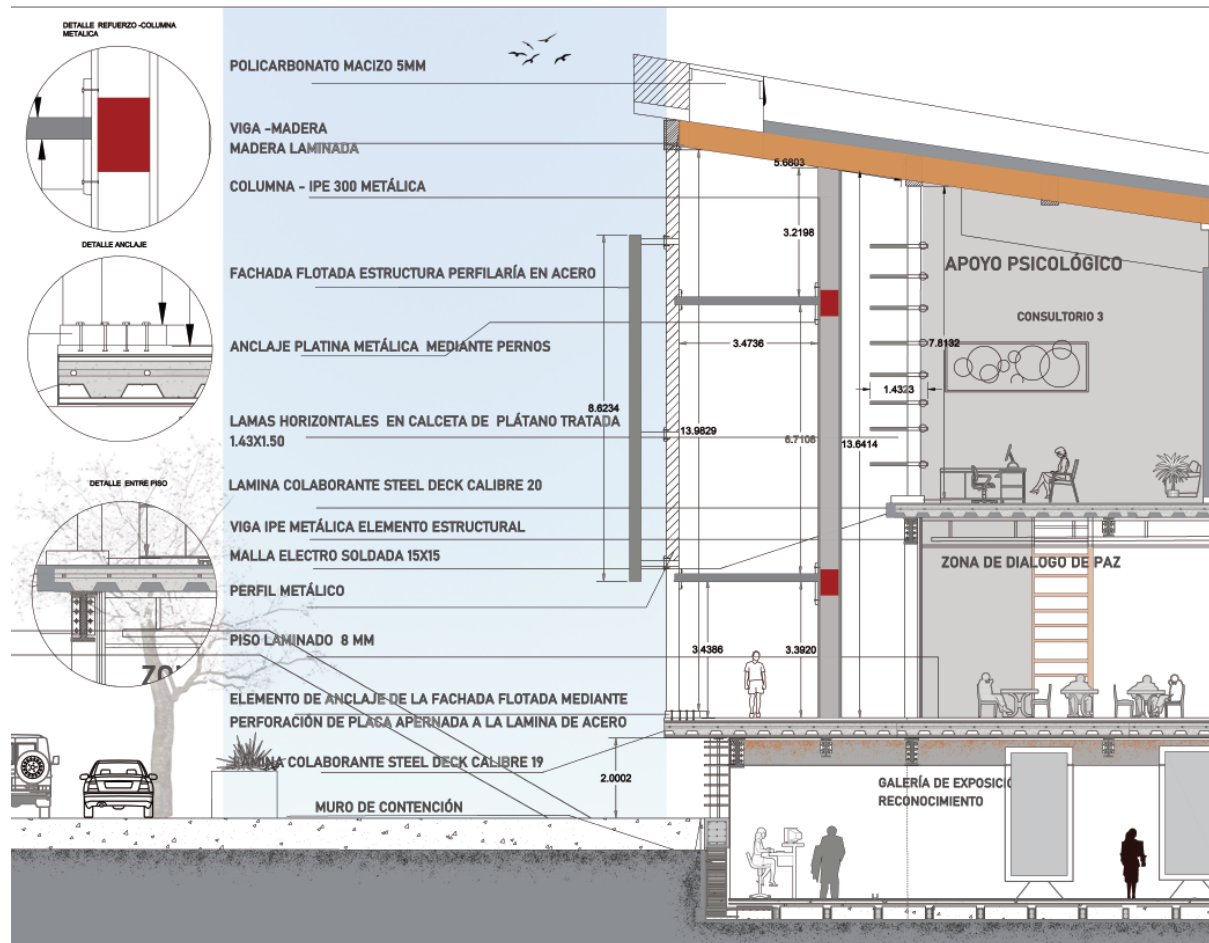 DETALLE REFUERZO -COLUMNA
METALICA
DETALLE ANCLAJE
DETALLE ENTRE PISO
ZO
POLICARBONATO MACIZO 5MM
VIGA -MADERA
MADERA LAMINADA
COLUMNA - IPE 300 METÁLICA
FACHADA FLOTADA ESTRUCTURA PERFILARÍA EN ACERO
ANCLAJE PLATINA METÁLICA MEDIANTE PERNOS
LAMAS HORIZONTALES EN CALCETA DE PLÁTANO TRATADA
1.43X1.50
LAMINA COLABORANTE STEEL DECK CALIBRE 20
VIGA IPE METÁLICA ELEMENTO ESTRUCTURAL
MALLA ELECTRO SOLDADA 15X15
PERFIL METÁLICO
PISO LAMINADO 8 MM
ELEMENTO DE ANCLAJE DE LA FACHADA FLOTADA MEDIANTE
PERFORACIÓN DE PLACA APERNADA A LA LAMINA DE ACERO
LAMINA COLABORANTE STEEL DECK CALIBRE 19
MURO DE CONTENCIÓN
5.6803
3.2198
3.4736
8.6234
13.9829
6.7108
13.6414
1.4323
7.8132
3.4386
3.3920
2.0002
APOYO PSICOLÓGICO
CONSULTORIO 3
ZONA DE DIALOGO DE PAZ
GALERÍA DE EXPOSICIÓ
RECONOCIMIENTO